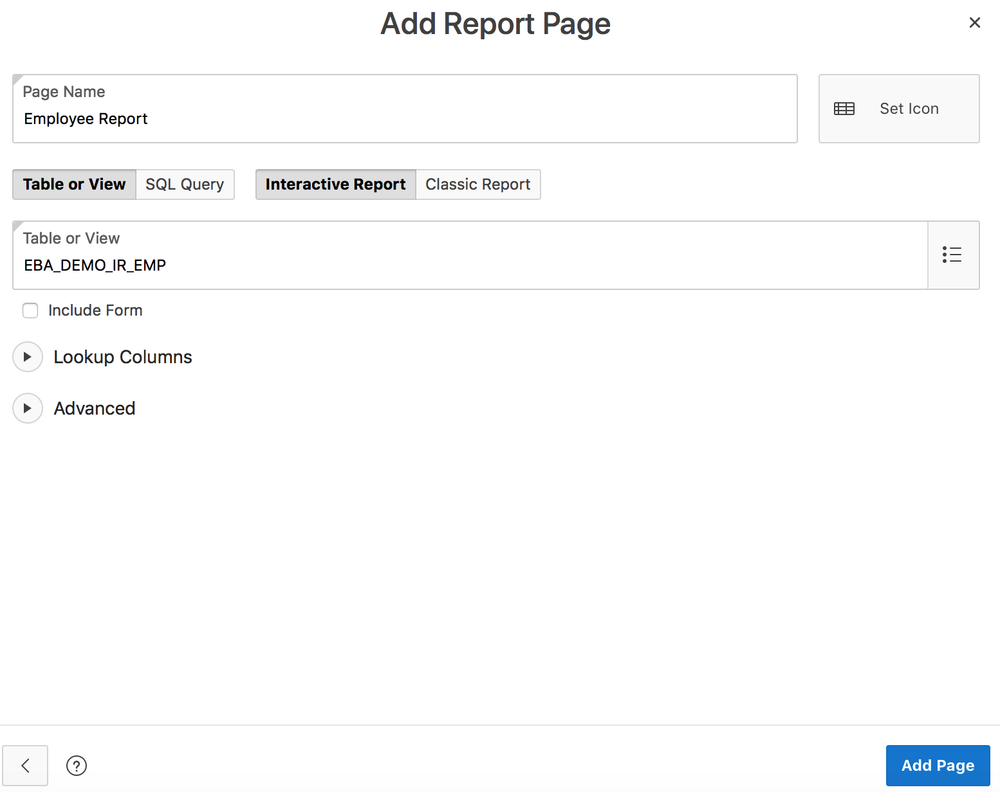 Add Report Page
Page Name
Employee Report
Set Icon
Table or View
SQL Query
Interactive Report
Classic Report
Table or View
EBA_DEMO_IR_EMP
Include Form
Lookup Columns
Advanced
?
Add Page